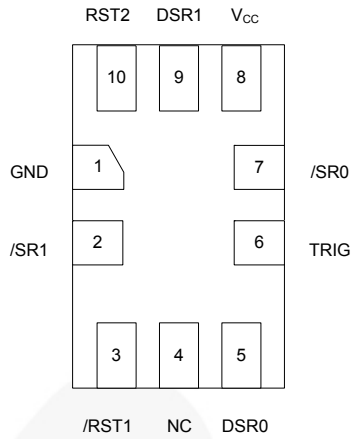 RST2 DSR1 VCC
10 9 8
GND 1 7 /SR0
/SR1 2 6 TRIG
3 4 5
/RST1 NC DSR0